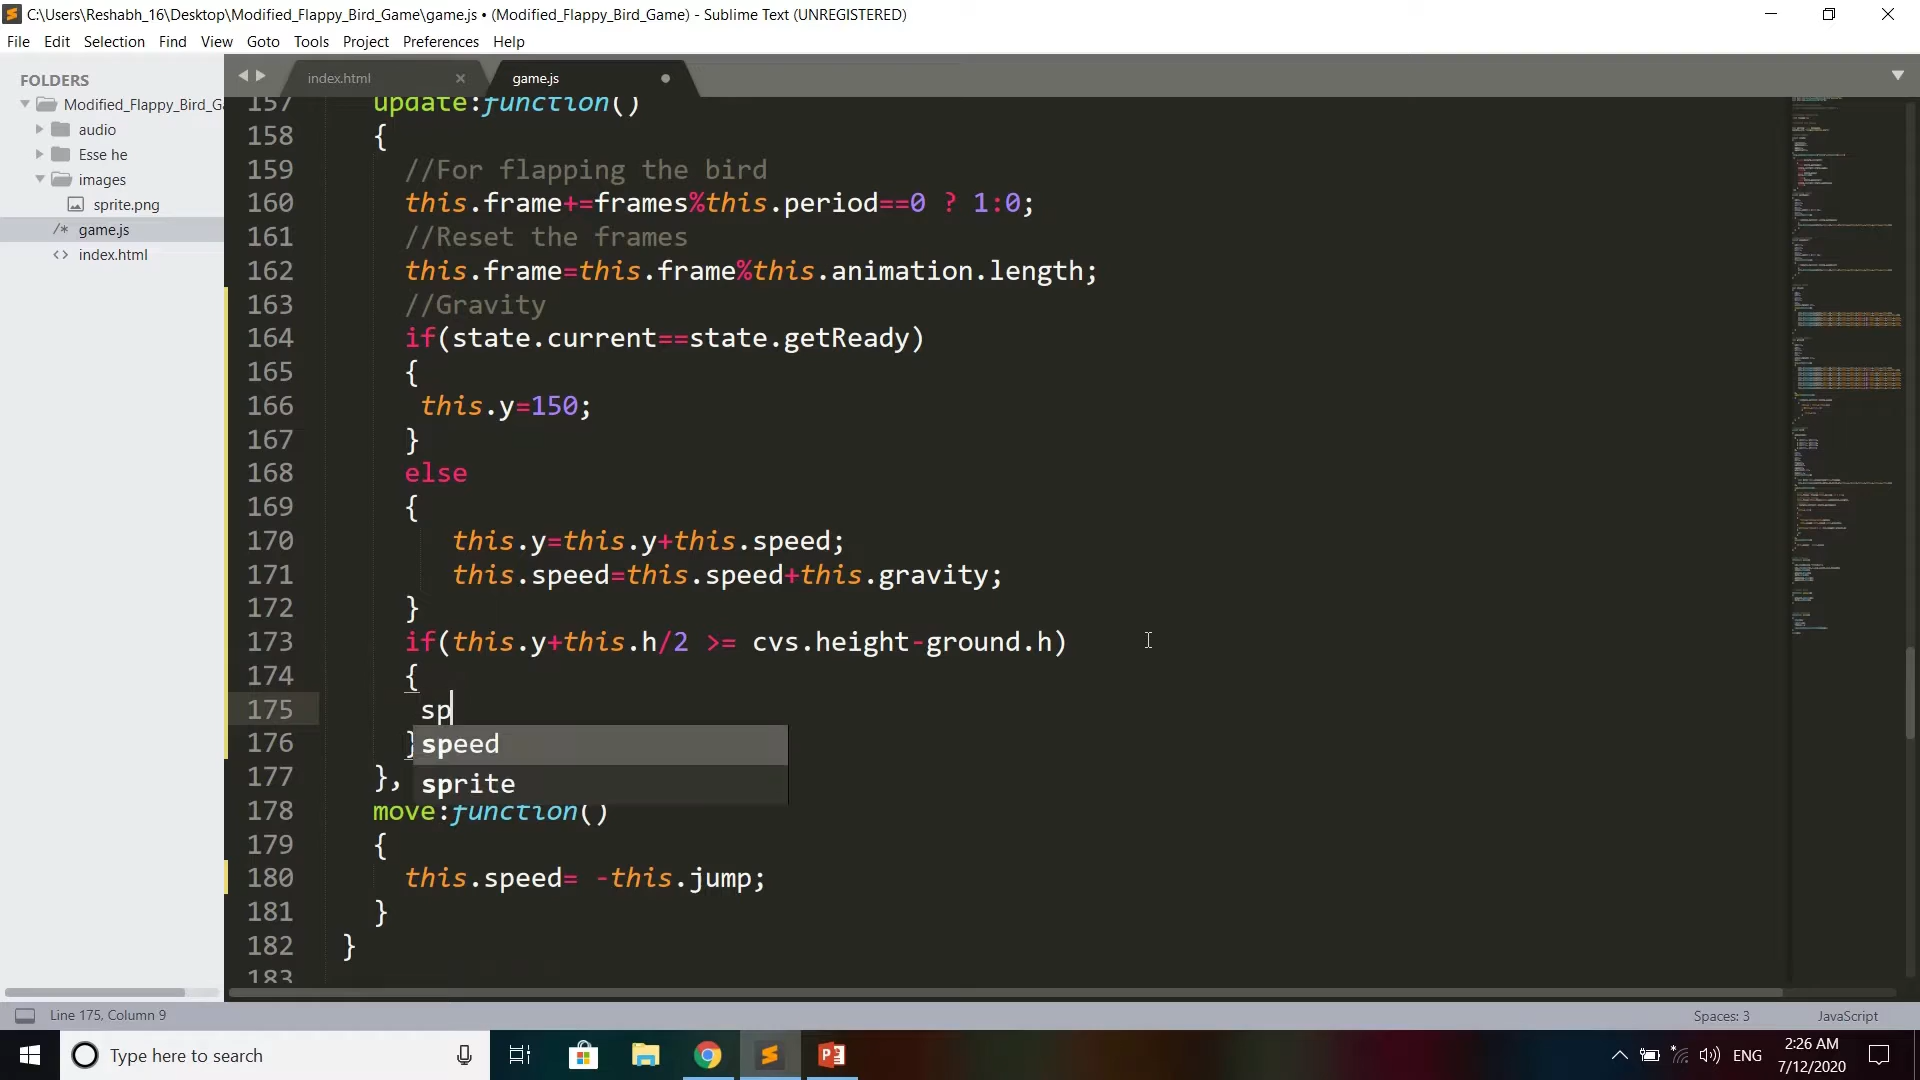 C:\Users\Reshabh_16\Desktop\Modified_Flappy_Bird_Game\game.js • (Modified_Flappy_Bird_Game) - Sublime Text (UNREGISTERED)
File Edit Selection Find View Goto Tools Project Preferences Help
FOLDERS
Modified_Flappy_Bird_G
audio
Esse he
images
sprite.png
game.js
index.html
index.html
game.js
157 update:function()
158 {
159 //For flapping the bird
160 this.frame+=frames%this.period==0 ? 1:0;
161 //Reset the frames
162 this.frame=this.frame%this.animation.length;
163 //Gravity
164 if(state.current==state.getReady)
165 {
166 this.y=150;
167 }
168 else
169 {
170 this.y=this.y+this.speed;
171 this.speed=this.speed+this.gravity;
172 }
173 if(this.y+this.h/2 >= cvs.height-ground.h)
174 {
175 sp
176 }
speed
177 },
sprite
178 move:function()
179 {
180 this.speed= -this.jump;
181 }
182 }
183
Line 175, Column 9
Spaces: 3
JavaScript
Type here to search
ENG
2:26 AM
7/12/2020